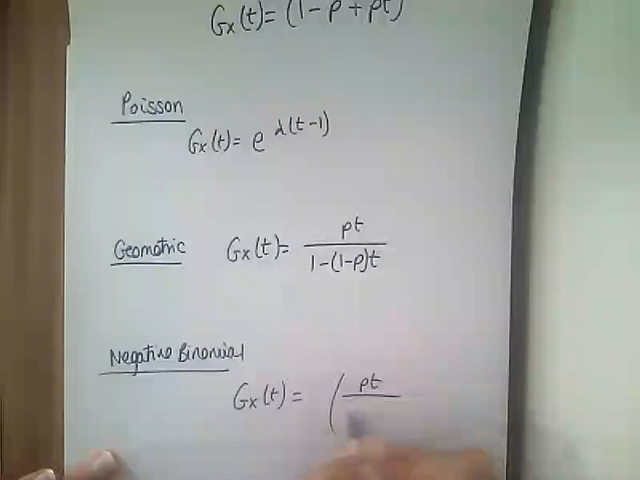 Gx(t)= (1-p+pt)
Poisson
Gx(t)= e^λ(t-1)
Geometric Gx(t)= pt/(1-(1-p)t)
Negative Binomial
Gx(t)= (pt